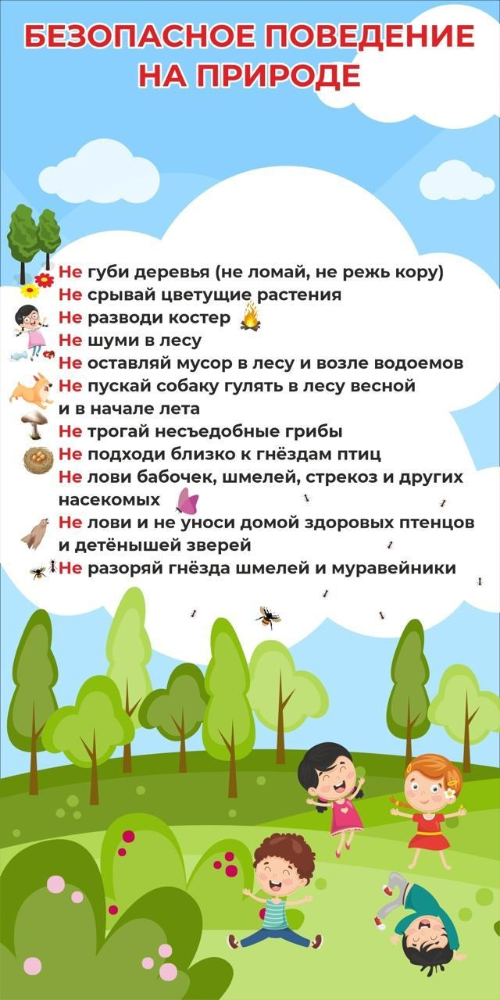 БЕЗОПАСНОЕ ПОВЕДЕНИЕ
НА ПРИРОДЕ
Не губи деревья (не ломай, не режь кору)
Не срывай цветущие растения
Не разводи костер
Не шуми в лесу
Не оставляй мусор в лесу и возле водоемов
Не пускай собаку гулять в лесу весной
и в начале лета
Не трогай несъедобные грибы
Не подходи близко к гнёздам птиц
Не лови бабочек, шмелей, стрекоз и других
насекомых
Не лови и не уноси домой здоровых птенцов
и детёнышей зверей
Не разоряй гнёзда шмелей и муравейники